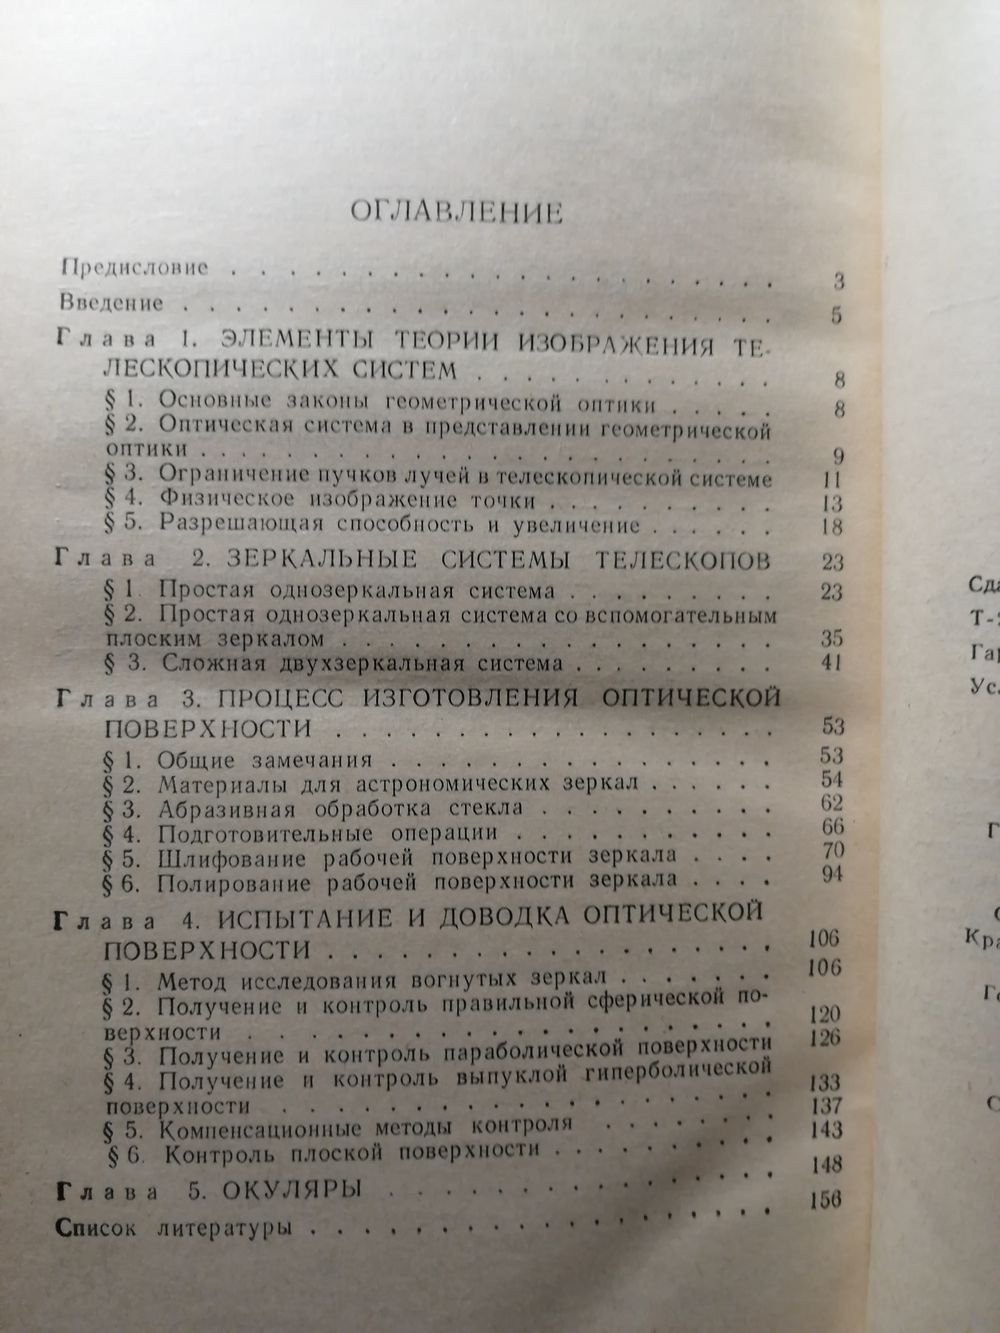 ОГЛАВЛЕНИЕ
Предисловие . . . . . . . . . . . . . . . . . . . . 3
Введение . . . . . . . . . . . . . . . . . . . . . . 5
Глава 1. ЭЛЕМЕНТЫ ТЕОРИИ ИЗОБРАЖЕНИЯ ТЕ-
ЛЕСКОПИЧЕСКИХ СИСТЕМ . . . . . . . . . . . . . 8
§ 1. Основные законы геометрической оптики . . . . . 8
§ 2. Оптическая система в представлении геометрической
оптики . . . . . . . . . . . . . . . . . . . . . 9
§ 3. Ограничение пучков лучей в телескопической системе 11
§ 4. Физическое изображение точки . . . . . . . . . . 13
§ 5. Разрешающая способность и увеличение . . . . . . 18
Глава 2. ЗЕРКАЛЬНЫЕ СИСТЕМЫ ТЕЛЕСКОПОВ 23
§ 1. Простая однозеркальная система . . . . . . . . . 23
§ 2. Простая однозеркальная система со вспомогательным
плоским зеркалом . . . . . . . . . . . . . . . . 35
§ 3. Сложная двухзеркальная система . . . . . . . . . 41
Глава 3. ПРОЦЕСС ИЗГОТОВЛЕНИЯ ОПТИЧЕСКОЙ
ПОВЕРХНОСТИ . . . . . . . . . . . . . . . . . . 53
§ 1. Общие замечания . . . . . . . . . . . . . . . . 53
§ 2. Материалы для астрономических зеркал . . . . . . 54
§ 3. Абразивная обработка стекла . . . . . . . . . . 62
§ 4. Подготовительные операции . . . . . . . . . . . 66
§ 5. Шлифование рабочей поверхности зеркала . . . . 70
§ 6. Полирование рабочей поверхности зеркала . . . . 94
Глава 4. ИСПЫТАНИЕ И ДОВОДКА ОПТИЧЕСКОЙ
ПОВЕРХНОСТИ . . . . . . . . . . . . . . . . . . 106
§ 1. Метод исследования вогнутых зеркал . . . . . . . 106
§ 2. Получение и контроль правильной сферической по-
верхности . . . . . . . . . . . . . . . . . . . 120
§ 3. Получение и контроль параболической поверхности 126
§ 4. Получение и контроль выпуклой гиперболической
поверхности . . . . . . . . . . . . . . . . . . 133
§ 5. Компенсационные методы контроля . . . . . . . . 137
§ 6. Контроль плоской поверхности . . . . . . . . . . 143
Глава 5. ОКУЛЯРЫ . . . . . . . . . . . . . . . . . 148
Список литературы . . . . . . . . . . . . . . . . . 156